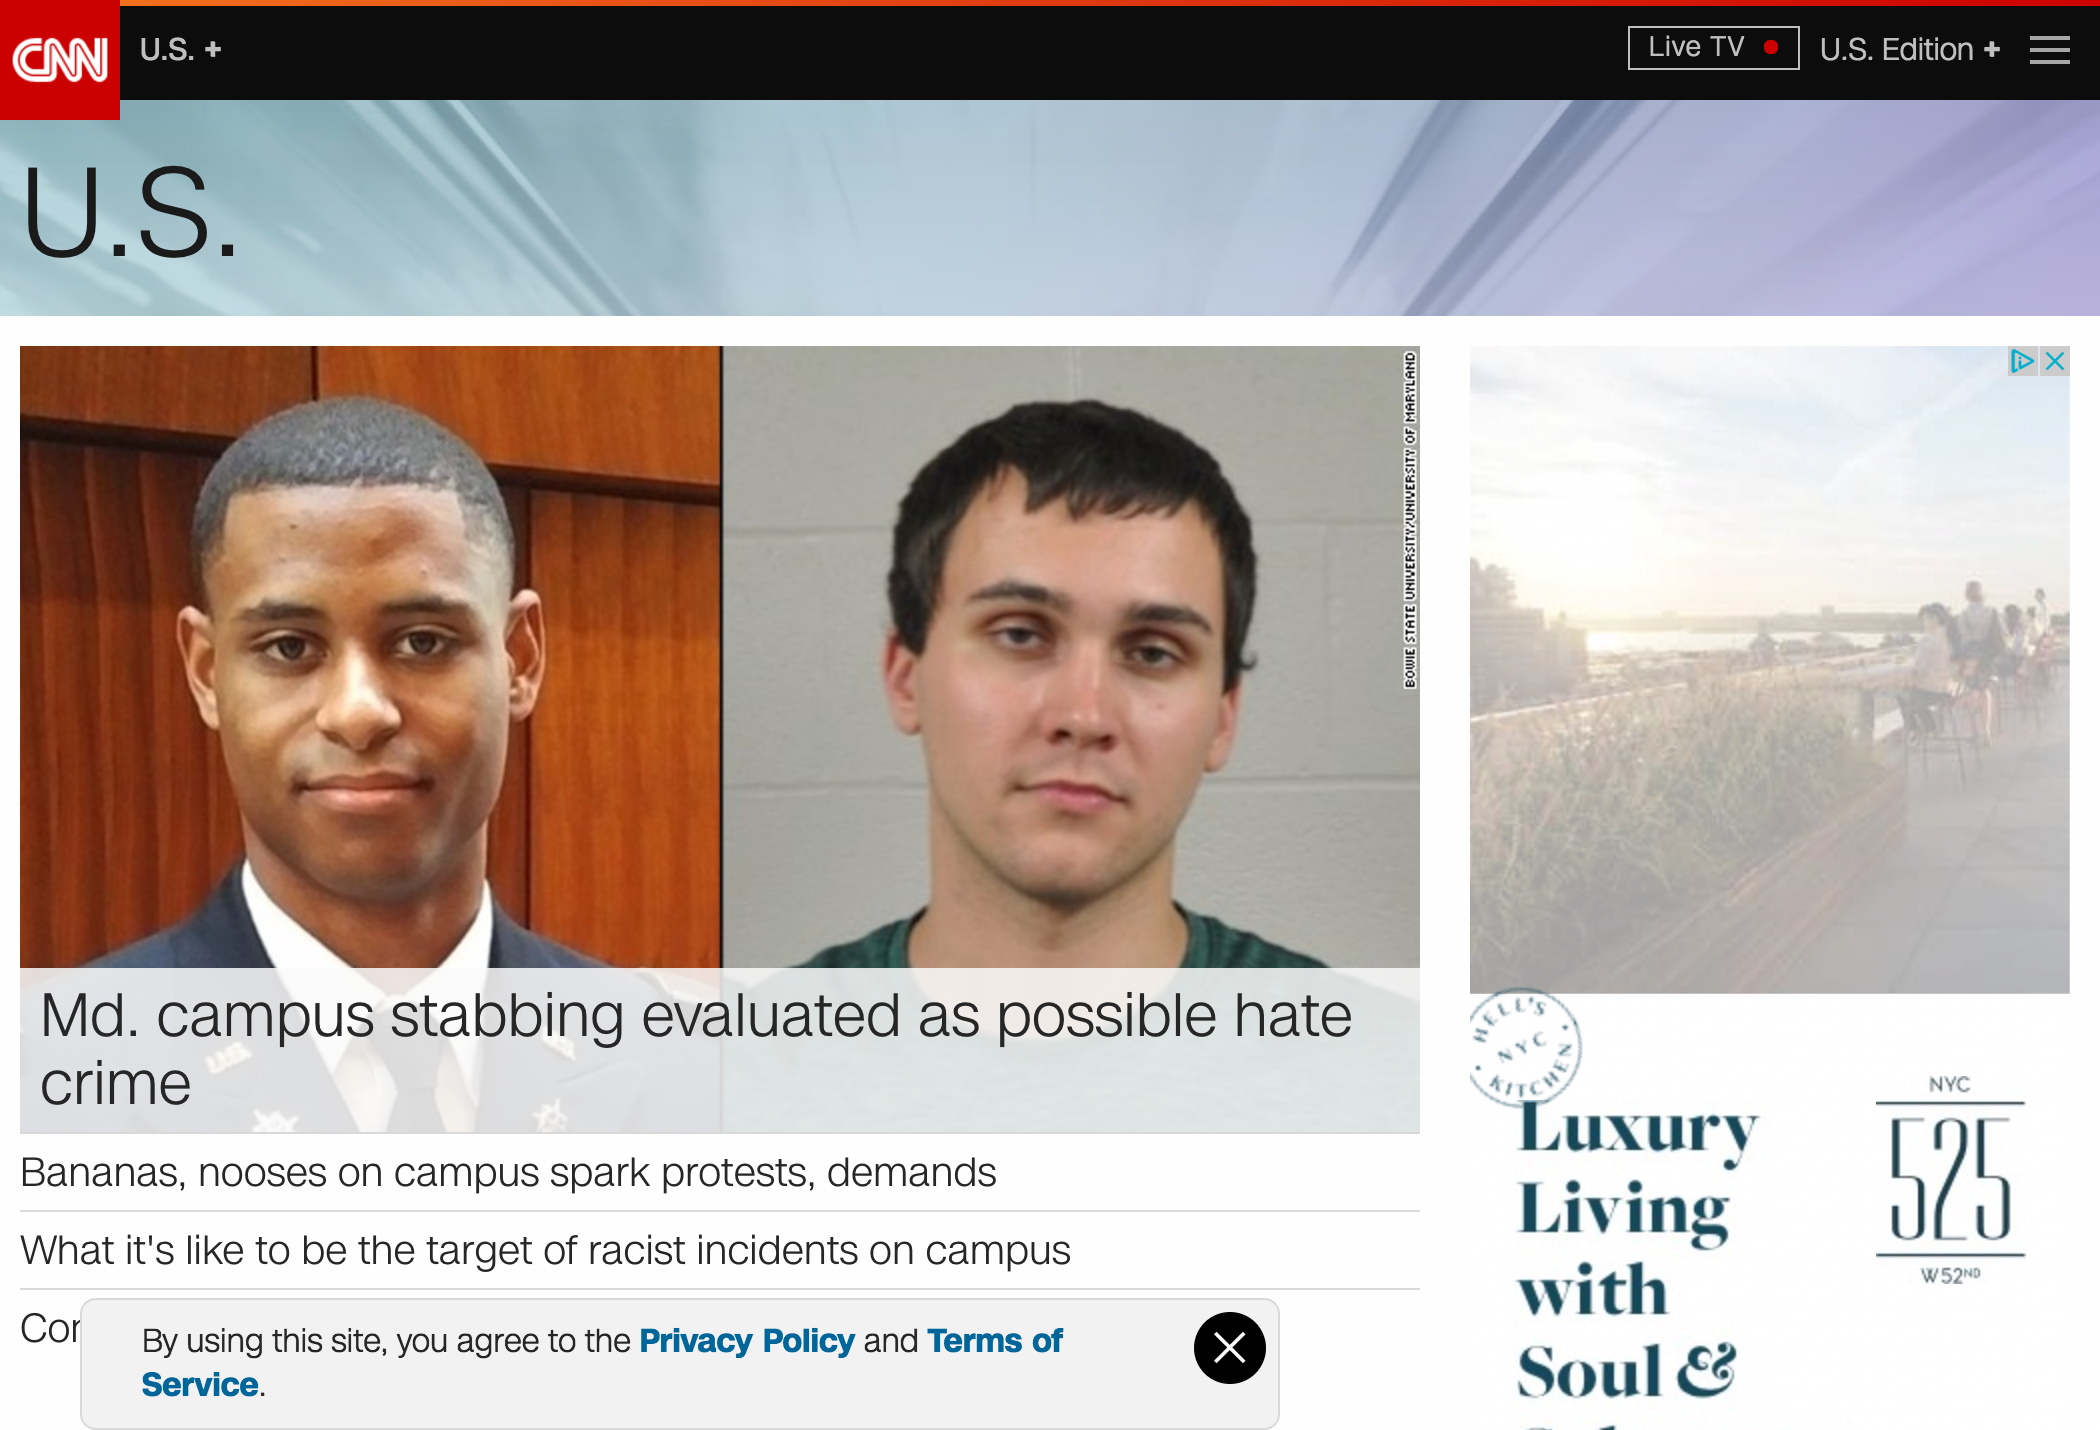 CNN
U.S. +
Live TV
U.S. Edition +
U.S.
BOWIE STATE UNIVERSITY/UNIVERSITY OF MARYLAND
Md. campus stabbing evaluated as possible hate
crime
Bananas, nooses on campus spark protests, demands
What it's like to be the target of racist incidents on campus
By using this site, you agree to the Privacy Policy and Terms of
Service.
HELL'S
NYC
KITCHEN
Luxury
Living
with
Soul &
NYC
525
W 52ND